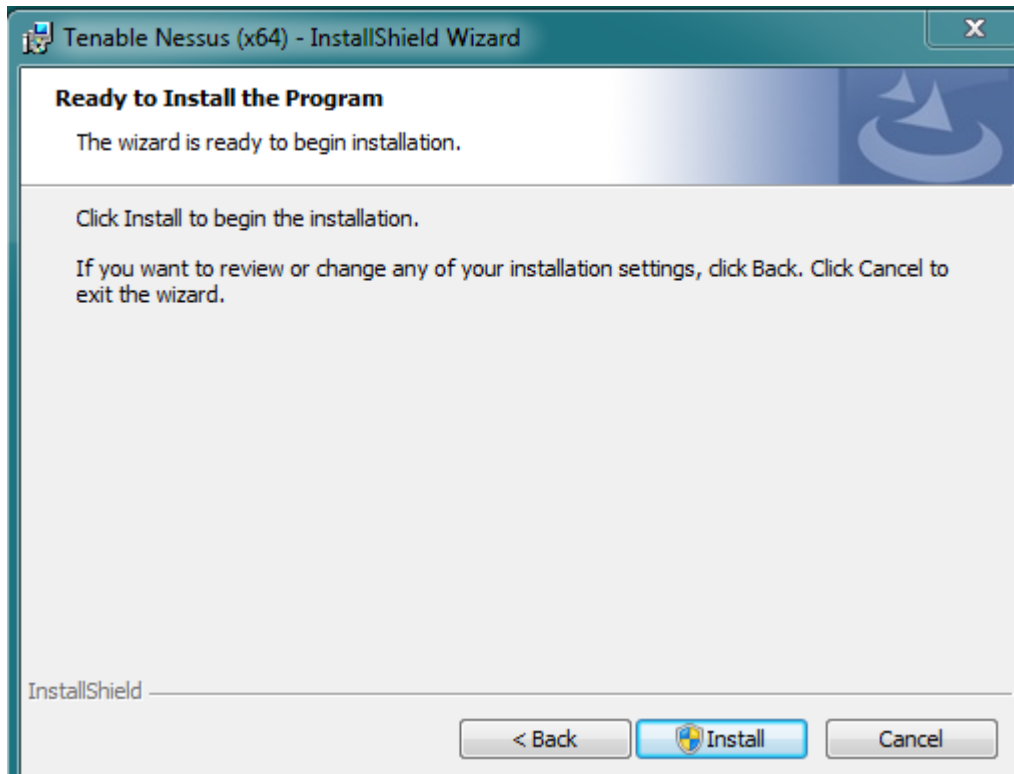 Tenable Nessus (x64) - InstallShield Wizard
Ready to Install the Program
The wizard is ready to begin installation.
Click Install to begin the installation.
If you want to review or change any of your installation settings, click Back. Click Cancel to
exit the wizard.
InstallShield
< Back
Install
Cancel